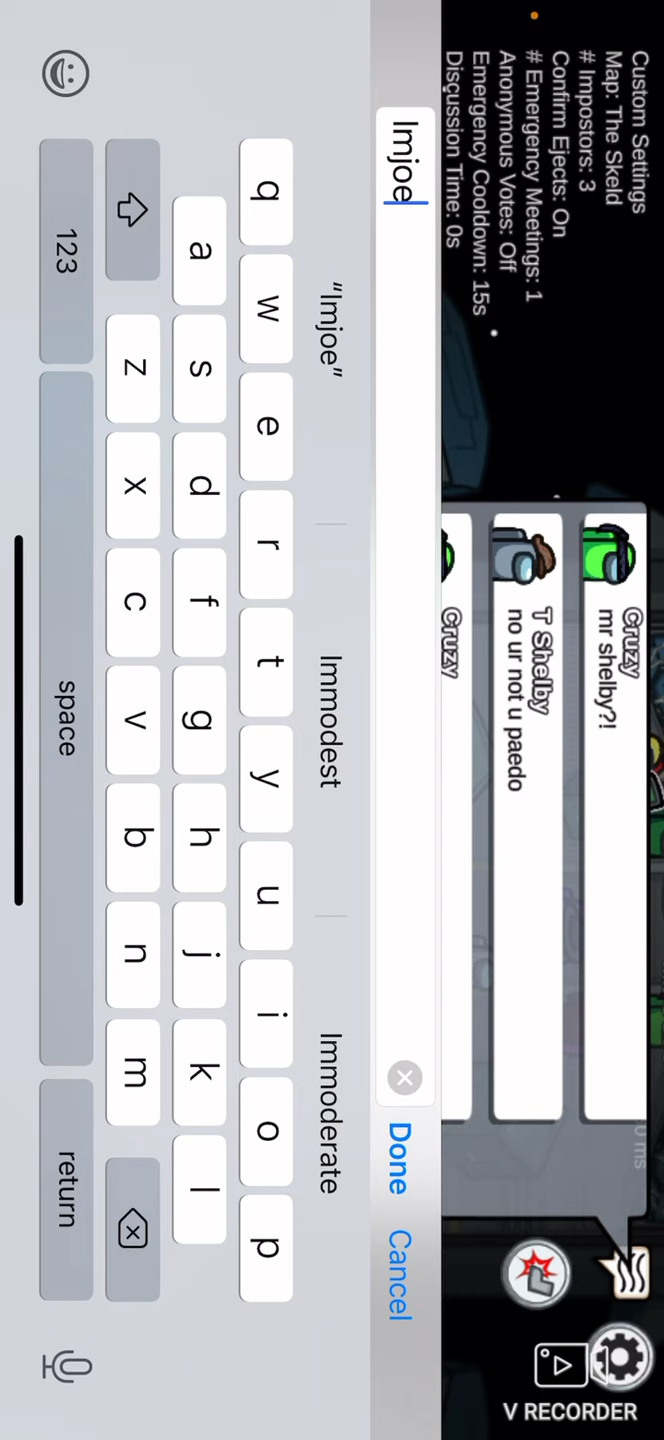 Custom Settings
Map: The Skeld
# Impostors: 3
Confirm Ejects: On
# Emergency Meetings: 1
Anonymous Votes: Off
Emergency Cooldown: 15s
Discussion Time: 0s
Cruzy
mr shelby?!
T Shelby
no ur not u paedo
Cruzy
0 ms
V RECORDER
Imjoe
Done
Cancel
"Imjoe"
Immodest
Immoderate
q w e r t y u i o p
a s d f g h j k l
z x c v b n m
123
space
return